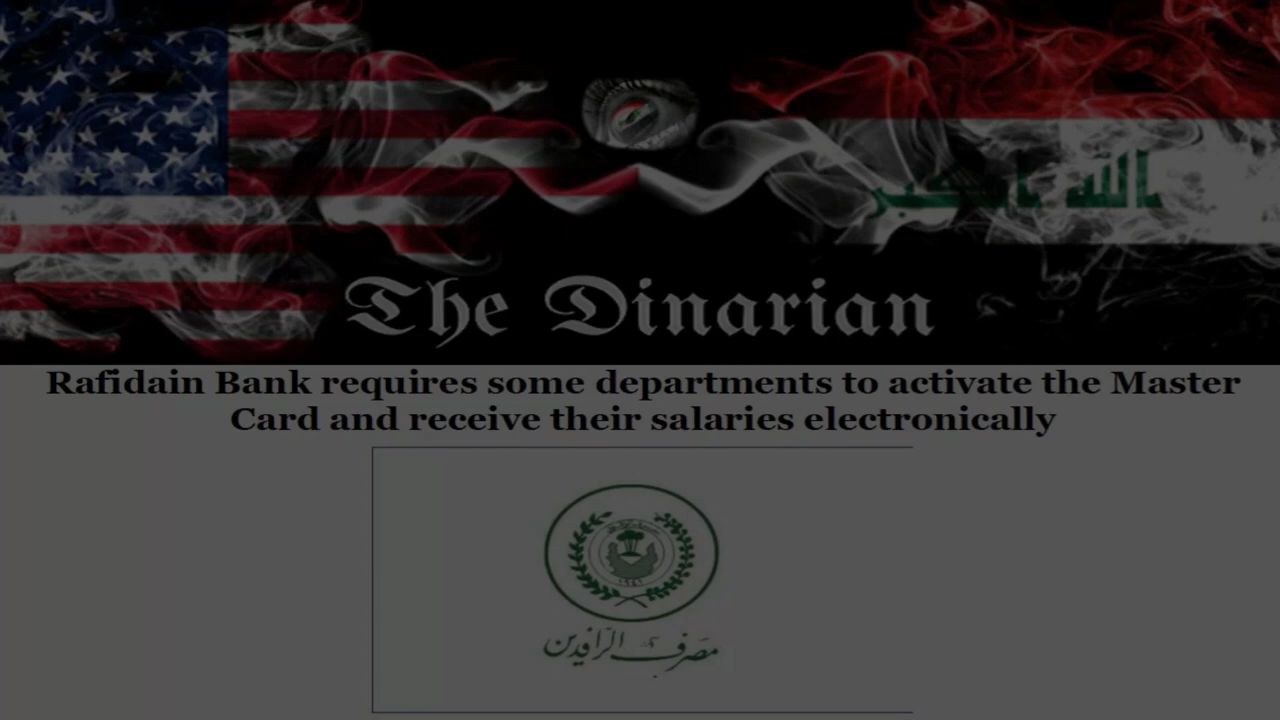 الله اكبر
The Dinarian
Rafidain Bank requires some departments to activate the Master
Card and receive their salaries electronically
١٩٤١
مصرف الرافدين